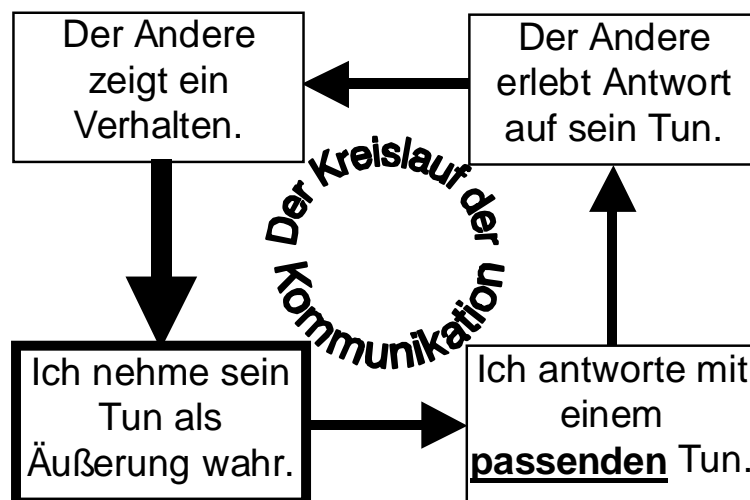 Der Andere
zeigt ein
Verhalten.
Der Andere
erlebt Antwort
auf sein Tun.
Der Kreislauf der
Kommunikation
Ich nehme sein
Tun als
Äußerung wahr.
Ich antworte mit
einem
passenden Tun.